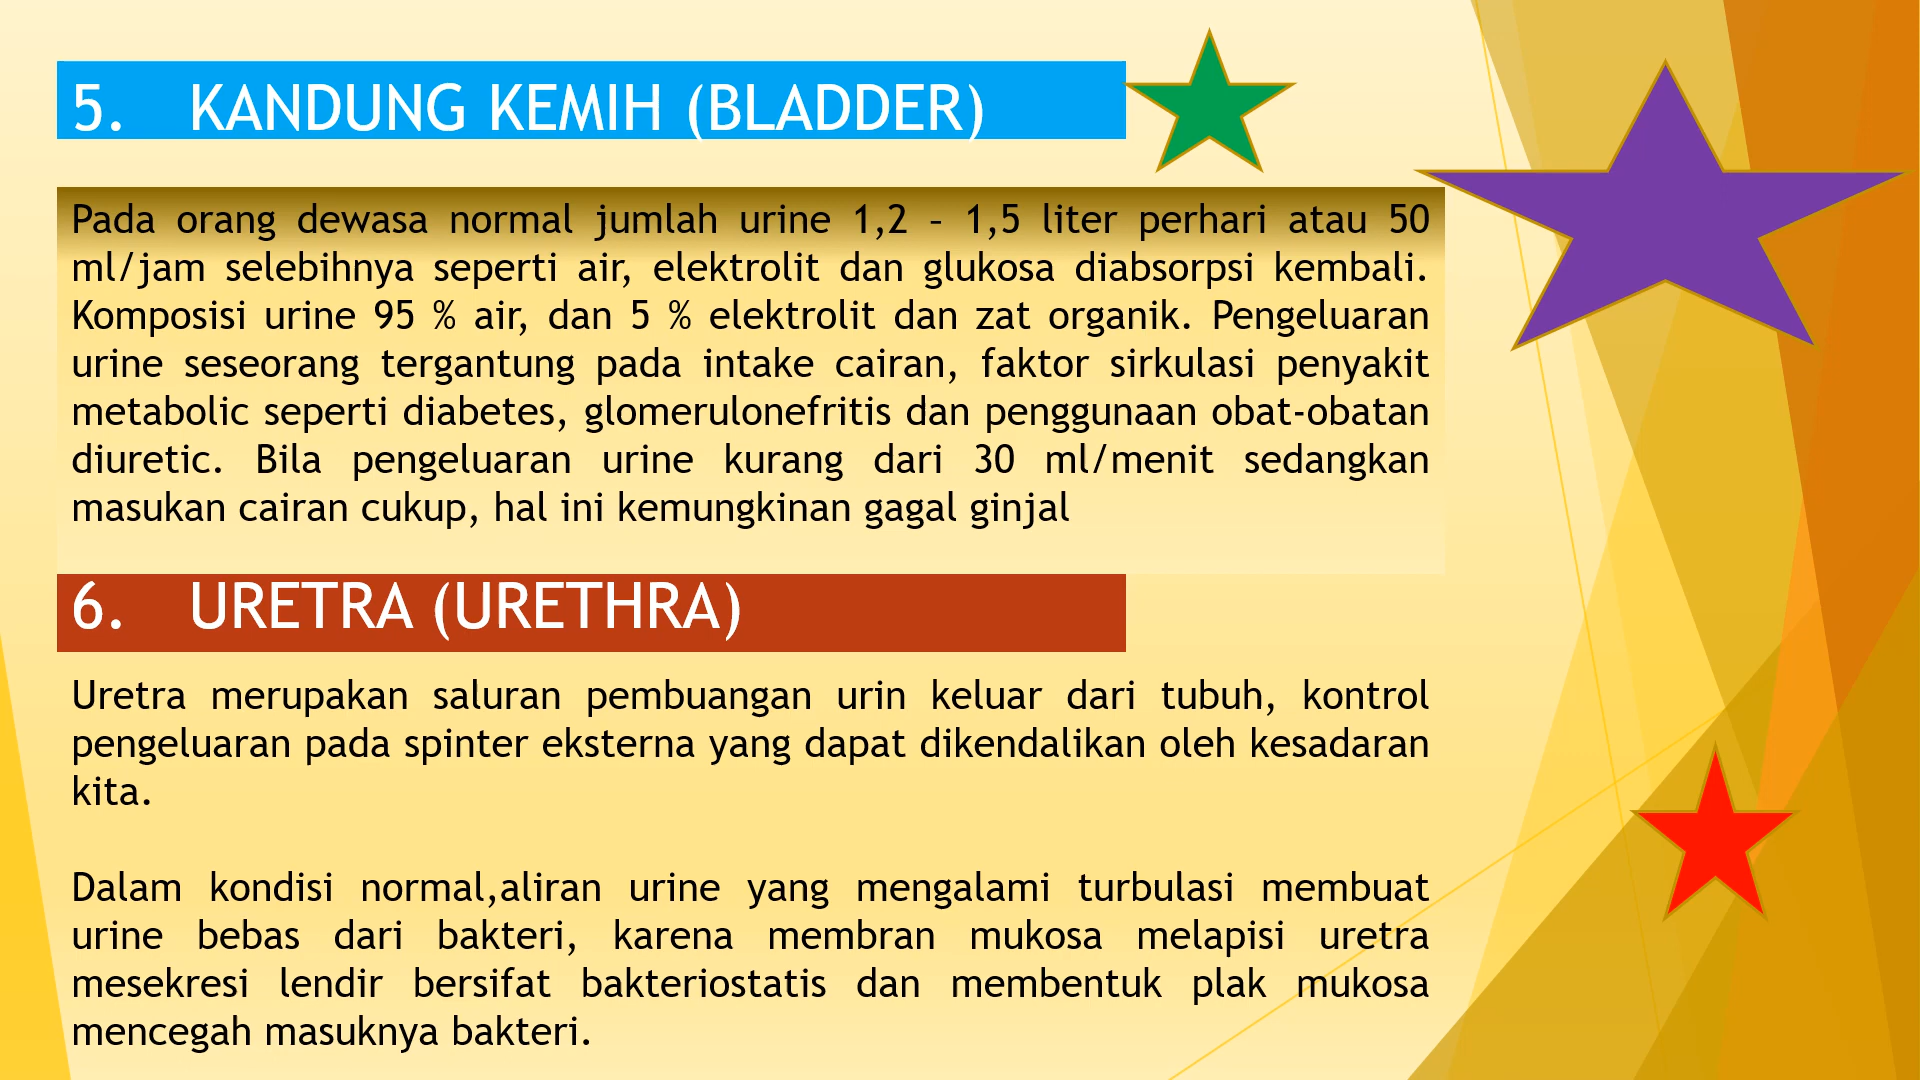 5. KANDUNG KEMIH (BLADDER)
Pada orang dewasa normal jumlah urine 1,2 – 1,5 liter perhari atau 50
ml/jam selebihnya seperti air, elektrolit dan glukosa diabsorpsi kembali.
Komposisi urine 95 % air, dan 5 % elektrolit dan zat organik. Pengeluaran
urine seseorang tergantung pada intake cairan, faktor sirkulasi penyakit
metabolic seperti diabetes, glomerulonefritis dan penggunaan obat-obatan
diuretic. Bila pengeluaran urine kurang dari 30 ml/menit sedangkan
masukan cairan cukup, hal ini kemungkinan gagal ginjal
6. URETRA (URETHRA)
Uretra merupakan saluran pembuangan urin keluar dari tubuh, kontrol
pengeluaran pada spinter eksterna yang dapat dikendalikan oleh kesadaran
kita.
Dalam kondisi normal,aliran urine yang mengalami turbulasi membuat
urine bebas dari bakteri, karena membran mukosa melapisi uretra
mesekresi lendir bersifat bakteriostatis dan membentuk plak mukosa
mencegah masuknya bakteri.